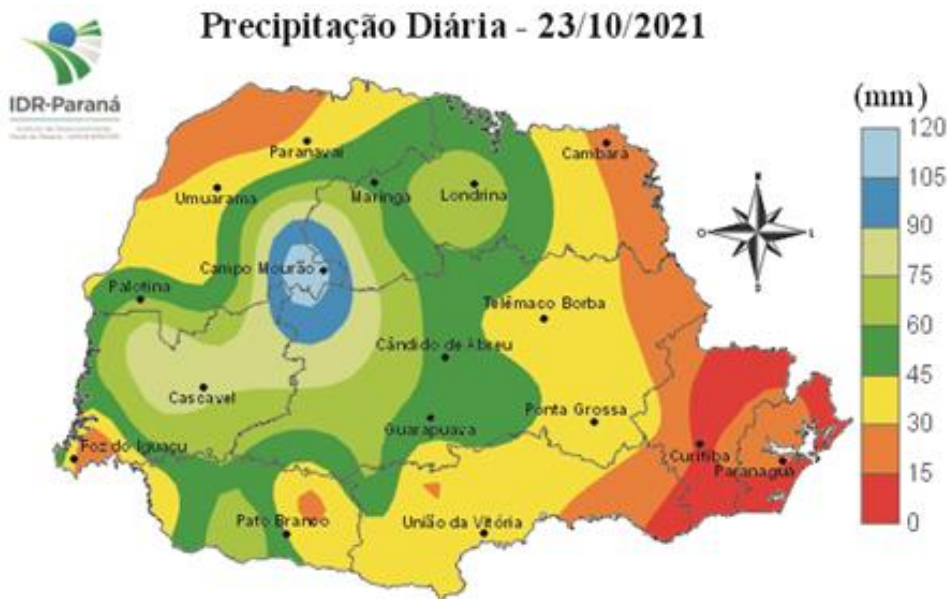 Precipitação Diária - 23/10/2021
IDR-Paraná
(mm)
120
105
90
75
60
45
30
15
0
N
O
L
S
Paranavaí
Cambará
Umuarama
Maringá
Londrina
Campo Mourão
Palotina
Telêmaco Borba
Cândido de Abreu
Cascavel
Ponta Grossa
Guarapuava
Foz do Iguaçu
Curitiba
Paranaguá
Pato Branco
União da Vitória